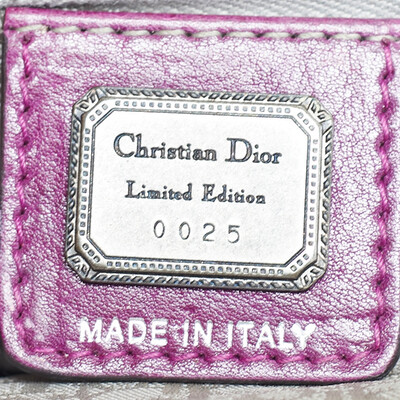 Christian Dior
Limited Edition
0025
MADE IN ITALY